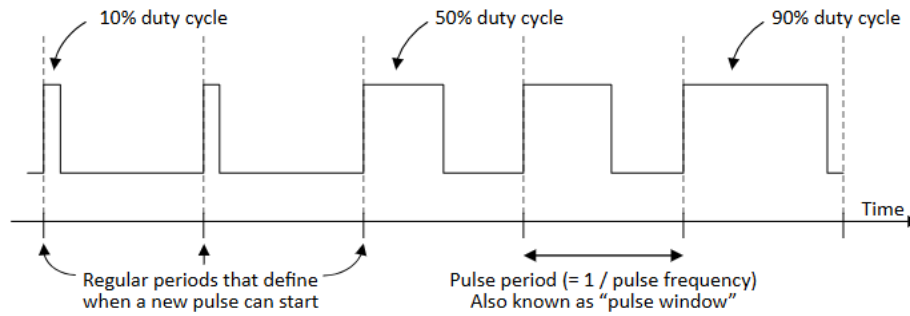 10% duty cycle
50% duty cycle
90% duty cycle
Time
Regular periods that define
when a new pulse can start
Pulse period (= 1 / pulse frequency)
Also known as “pulse window”